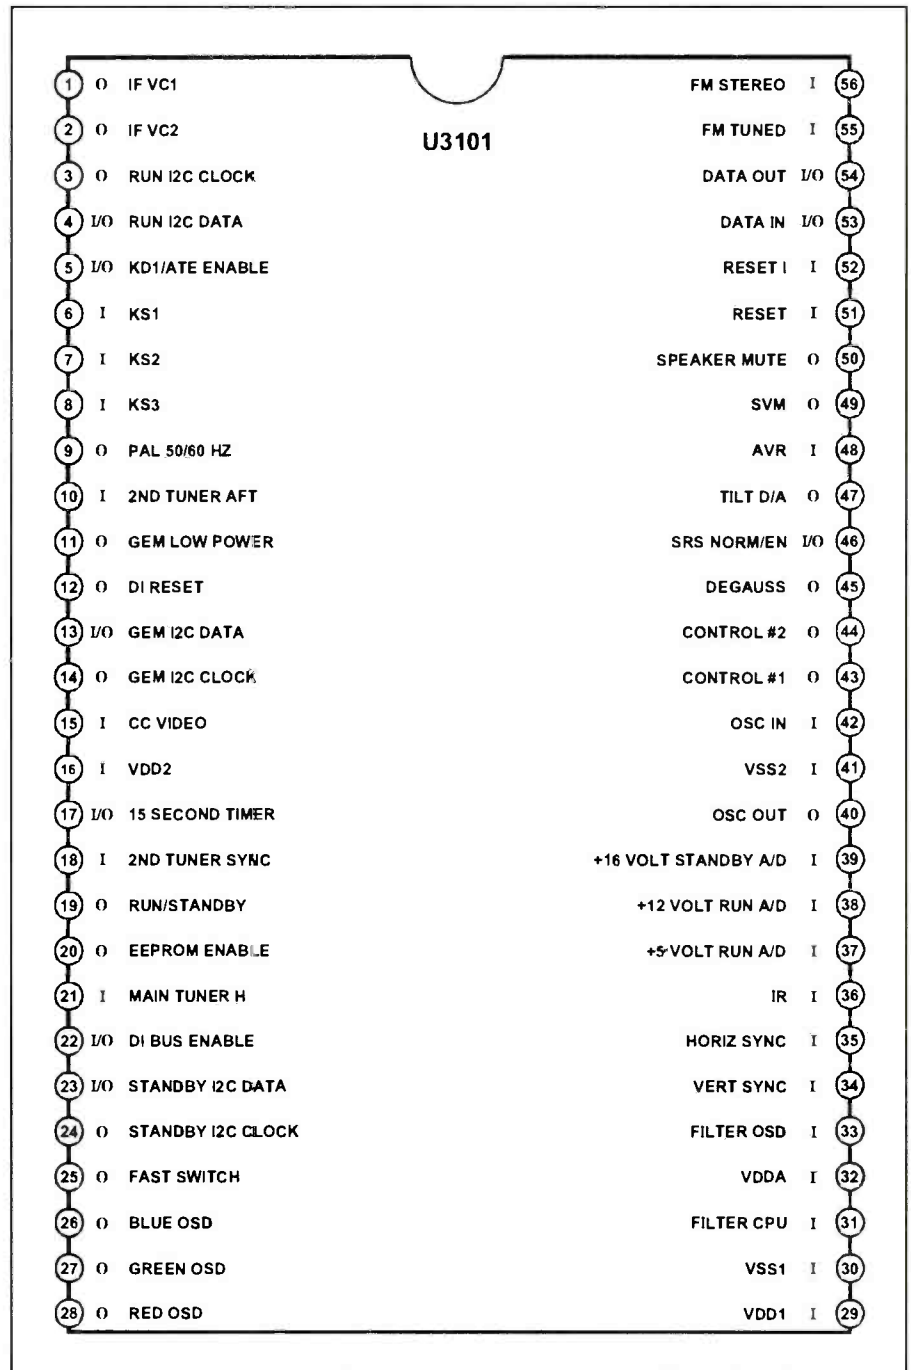 1 O IF VC1 FM STEREO I 56
2 O IF VC2 FM TUNED I 55
U3101
3 O RUN I2C CLOCK DATA OUT I/O 54
4 I/O RUN I2C DATA DATA IN I/O 53
5 I/O KD1/ATE ENABLE RESET I I 52
6 I KS1 RESET I 51
7 I KS2 SPEAKER MUTE O 50
8 I KS3 SVM O 49
9 O PAL 50/60 HZ AVR I 48
10 I 2ND TUNER AFT TILT D/A O 47
11 O GEM LOW POWER SRS NORM/EN I/O 46
12 O DI RESET DEGAUSS O 45
13 I/O GEM I2C DATA CONTROL #2 O 44
14 O GEM I2C CLOCK CONTROL #1 O 43
15 I CC VIDEO OSC IN I 42
16 I VDD2 VSS2 I 41
17 I/O 15 SECOND TIMER OSC OUT O 40
18 I 2ND TUNER SYNC +16 VOLT STANDBY A/D I 39
19 O RUN/STANDBY +12 VOLT RUN A/D I 38
20 O EEPROM ENABLE +5 VOLT RUN A/D I 37
21 I MAIN TUNER H IR I 36
22 I/O DI BUS ENABLE HORIZ SYNC I 35
23 I/O STANDBY I2C DATA VERT SYNC I 34
24 O STANDBY I2C CLOCK FILTER OSD I 33
25 O FAST SWITCH VDDA I 32
26 O BLUE OSD FILTER CPU I 31
27 O GREEN OSD VSS1 I 30
28 O RED OSD VDD1 I 29